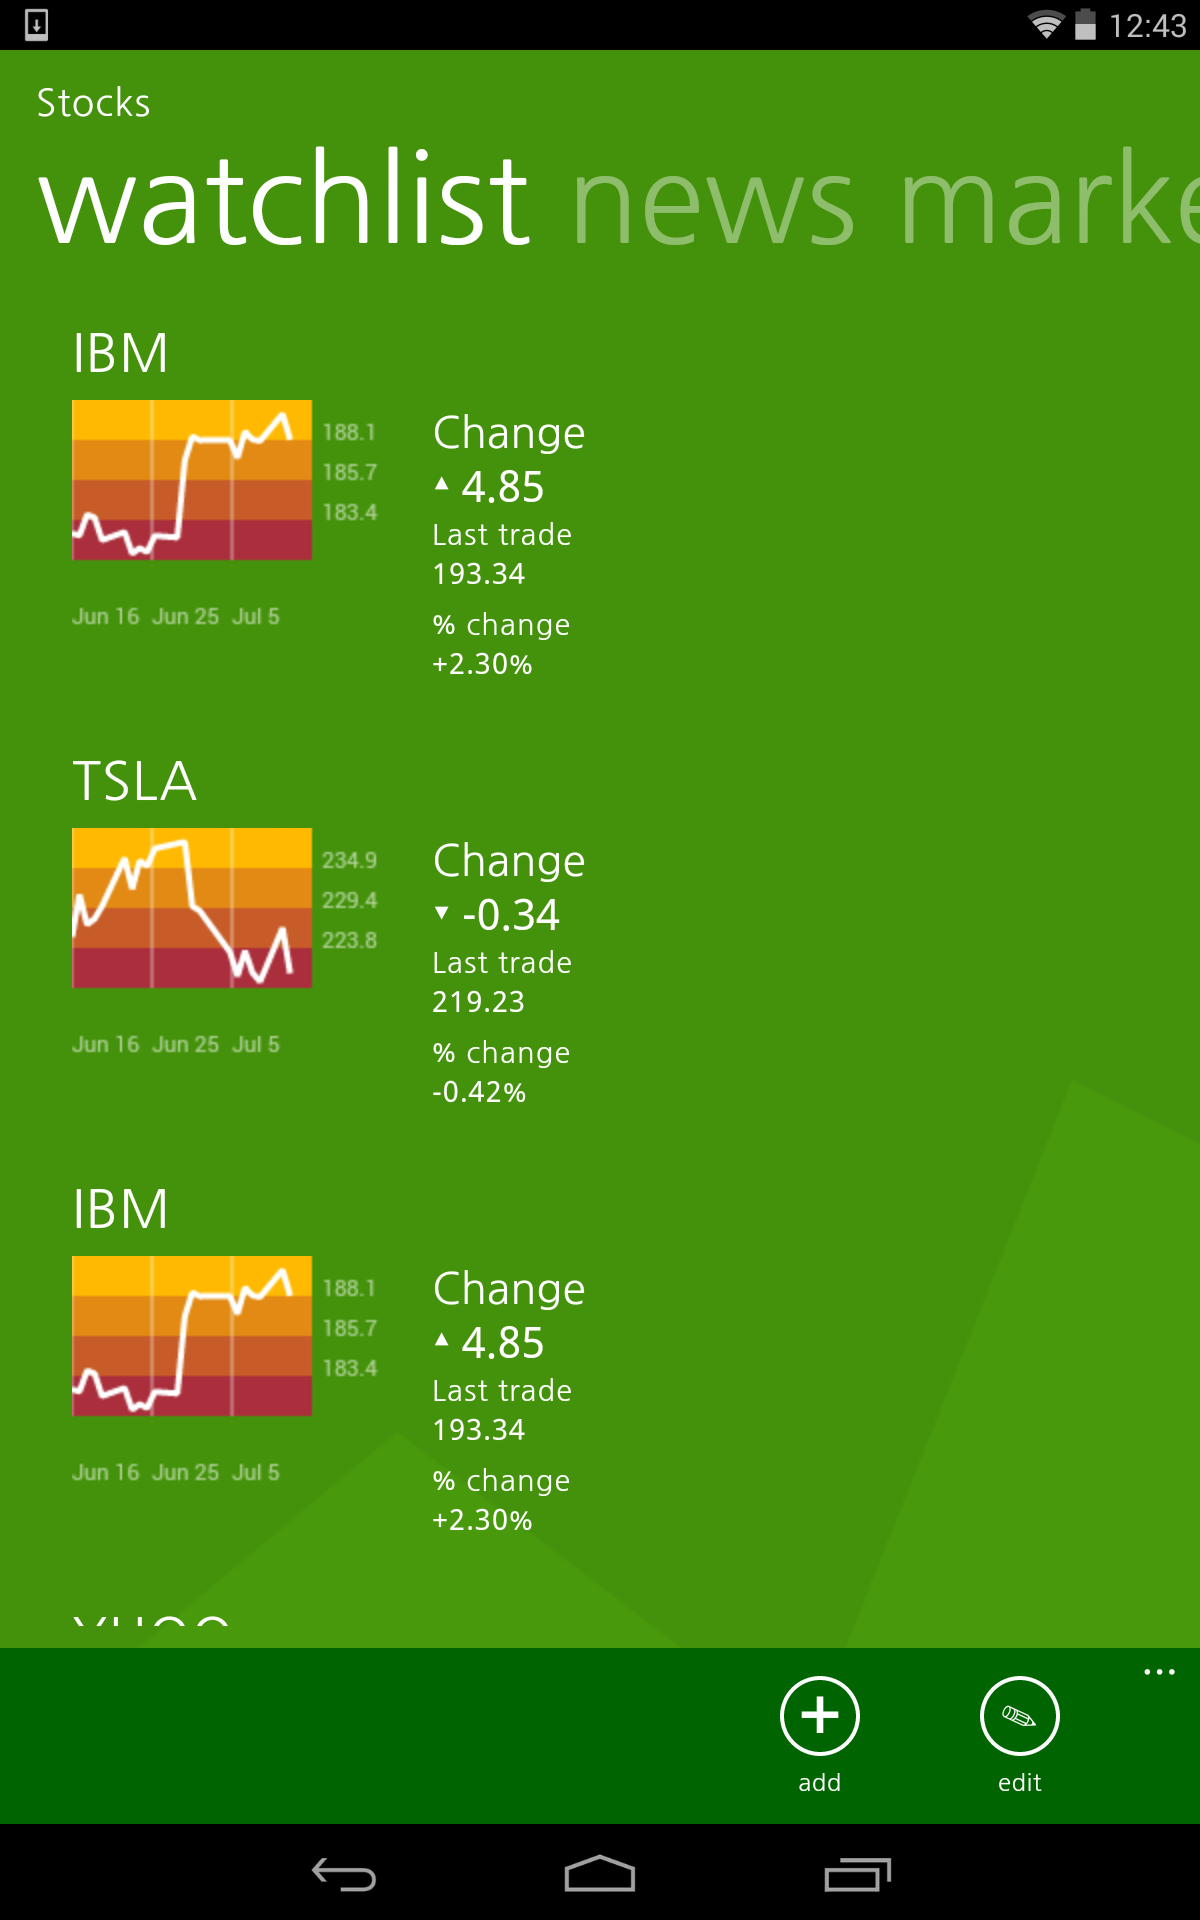 12:43
Stocks
watchlist news marke
IBM
188.1
185.7
183.4
Jun 16 Jun 25 Jul 5
Change
▲ 4.85
Last trade
193.34
% change
+2.30%
TSLA
234.9
229.4
223.8
Jun 16 Jun 25 Jul 5
Change
▼ -0.34
Last trade
219.23
% change
-0.42%
IBM
188.1
185.7
183.4
Jun 16 Jun 25 Jul 5
Change
▲ 4.85
Last trade
193.34
% change
+2.30%
...
add
edit